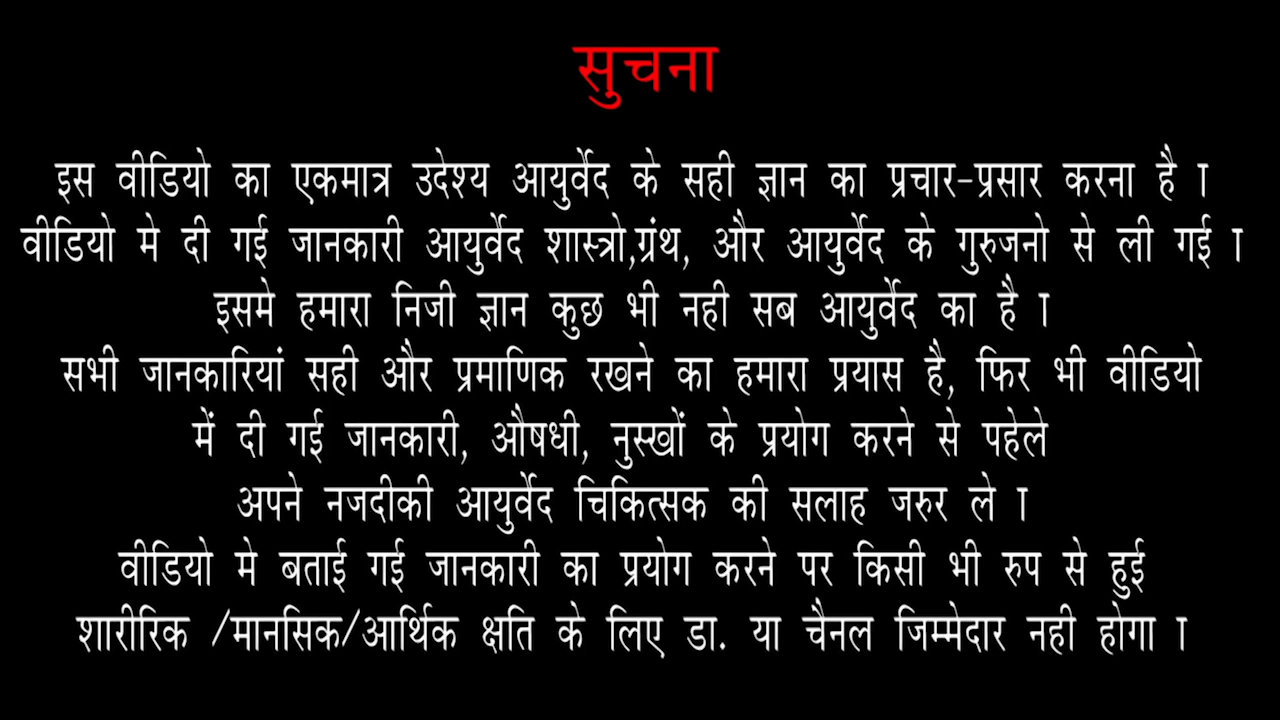 सुचना
इस वीडियो का एकमात्र उदेश्य आयुर्वेद के सही ज्ञान का प्रचार-प्रसार करना है ।
वीडियो मे दी गई जानकारी आयुर्वेद शास्त्रो,ग्रंथ, और आयुर्वेद के गुरुजनो से ली गई ।
इसमे हमारा निजी ज्ञान कुछ भी नही सब आयुर्वेद का है ।
सभी जानकारियां सही और प्रमाणिक रखने का हमारा प्रयास है, फिर भी वीडियो
में दी गई जानकारी, औषधी, नुस्खों के प्रयोग करने से पहेले
अपने नजदीकी आयुर्वेद चिकित्सक की सलाह जरुर ले ।
वीडियो मे बताई गई जानकारी का प्रयोग करने पर किसी भी रुप से हुई
शारीरिक /मानसिक/आर्थिक क्षति के लिए डा. या चैनल जिम्मेदार नही होगा ।